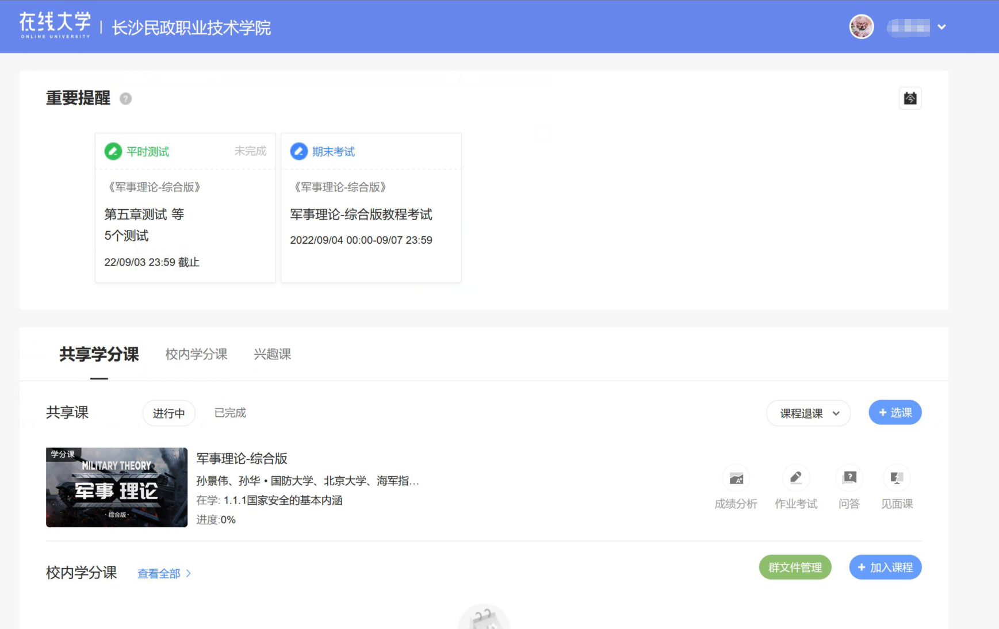 在线大学
ONLINE UNIVERSITY
长沙民政职业技术学院
重要提醒 ?
平时测试 未完成
《军事理论-综合版》
第五章测试 等
5个测试
22/09/03 23:59 截止
期末考试
《军事理论-综合版》
军事理论-综合版教程考试
2022/09/04 00:00-09/07 23:59
共享学分课 校内学分课 兴趣课
共享课 进行中 已完成 课程退课 + 选课
学分课
MILITARY THEORY
军事 理论
·综合版·
军事理论-综合版
孙景伟、孙华 • 国防大学、北京大学、海军指…
在学: 1.1.1国家安全的基本内涵
进度:0%
成绩分析 作业考试 问答 见面课
校内学分课 查看全部 > 群文件管理 + 加入课程